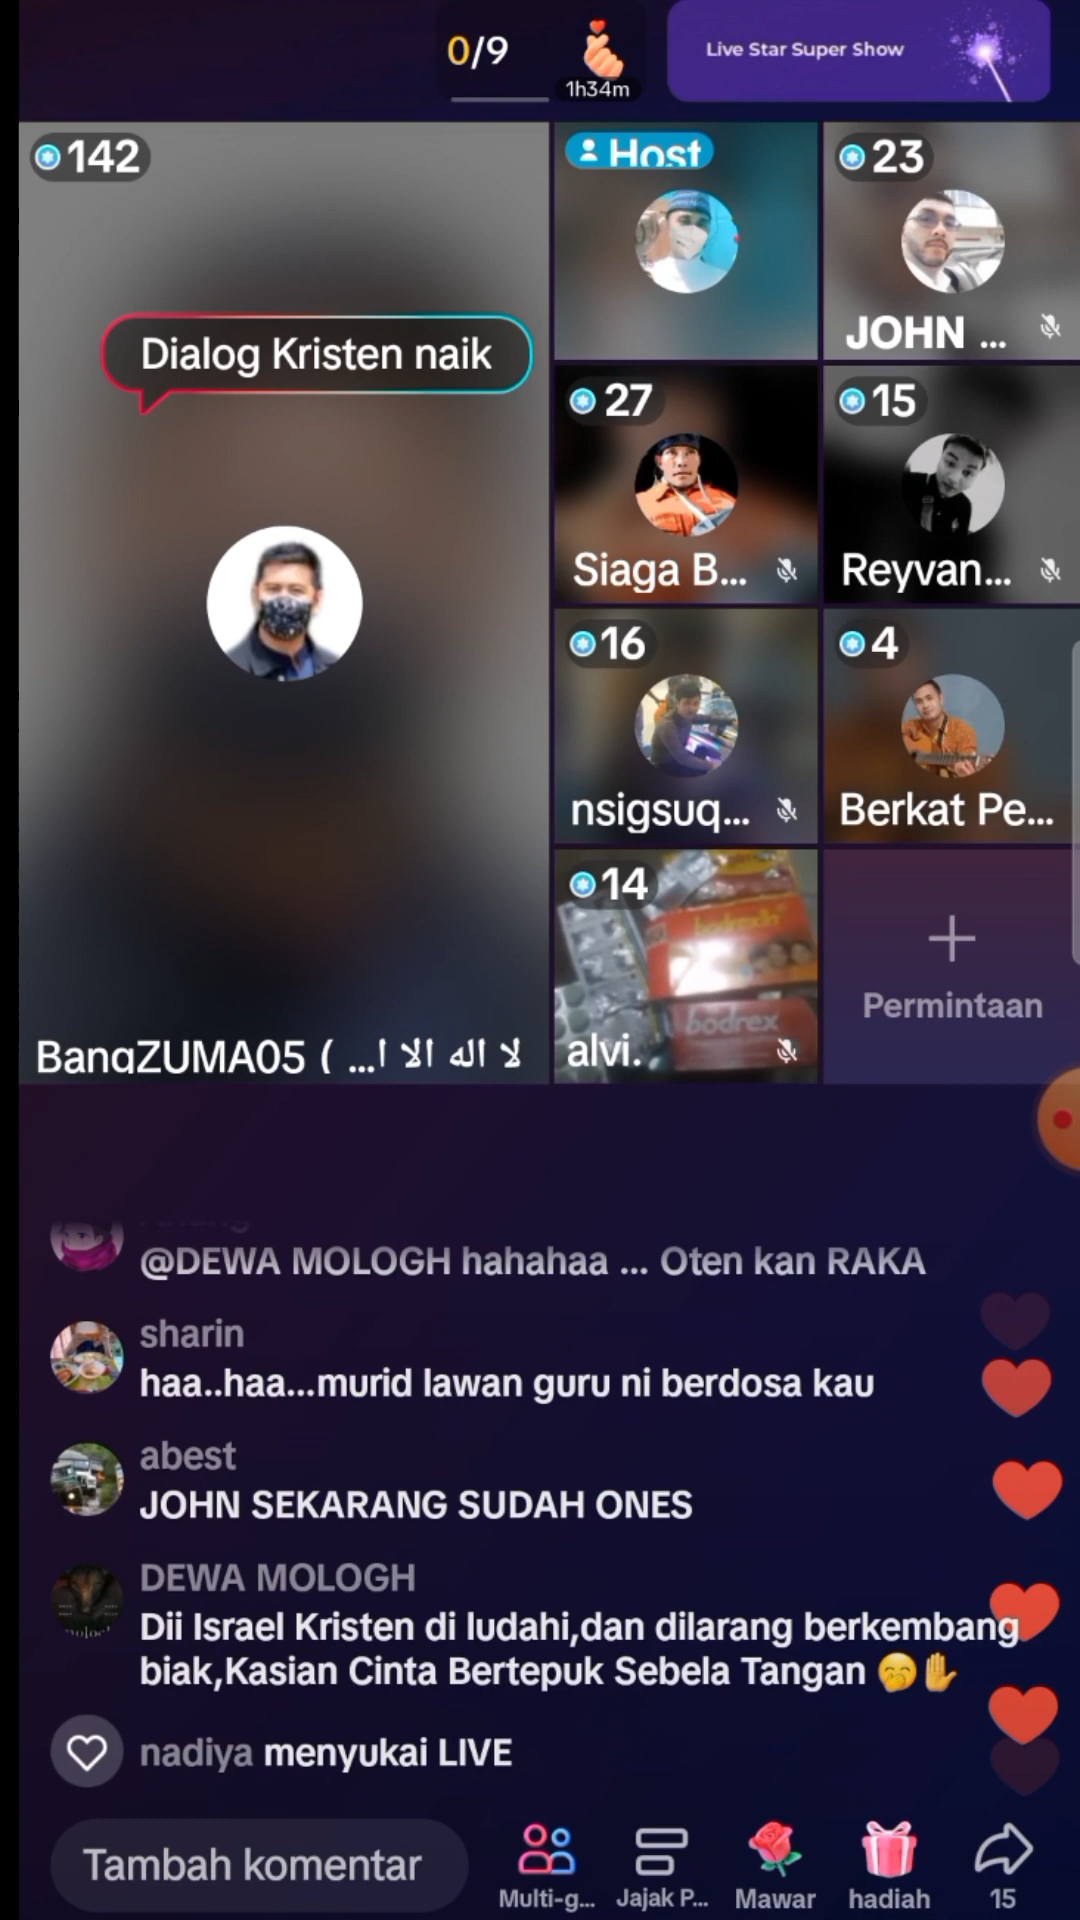 0/9
1h34m
Live Star Super Show
142
Host
23
Dialog Kristen naik
JOHN ...
27
15
Siaga B...
Reyvan...
16
4
nsigsuq...
Berkat Pe...
14
bodrexin
bodrex
Permintaan
BangZUMA05 ( ...لا اله الا ا
alvi.
@DEWA MOLOGH hahahaa ... Oten kan RAKA
sharin
haa..haa...murid lawan guru ni berdosa kau
abest
JOHN SEKARANG SUDAH ONES
DEWA MOLOGH
Dii Israel Kristen di ludahi,dan dilarang berkembang
biak,Kasian Cinta Bertepuk Sebela Tangan 🤭✋
nadiya menyukai LIVE
Tambah komentar
Multi-g...
Jajak P...
Mawar
hadiah
15